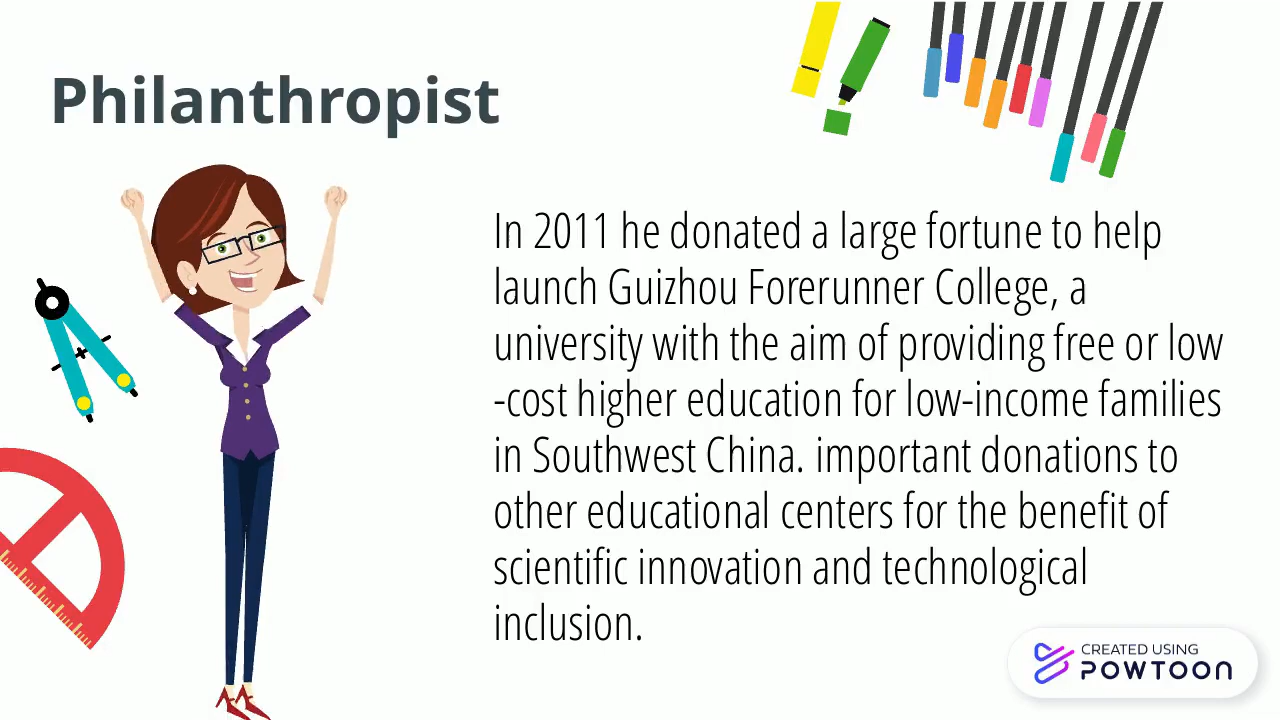 Philanthropist
In 2011 he donated a large fortune to help
launch Guizhou Forerunner College, a
university with the aim of providing free or low
-cost higher education for low-income families
in Southwest China. important donations to
other educational centers for the benefit of
scientific innovation and technological
inclusion.
CREATED USING
POWTOON